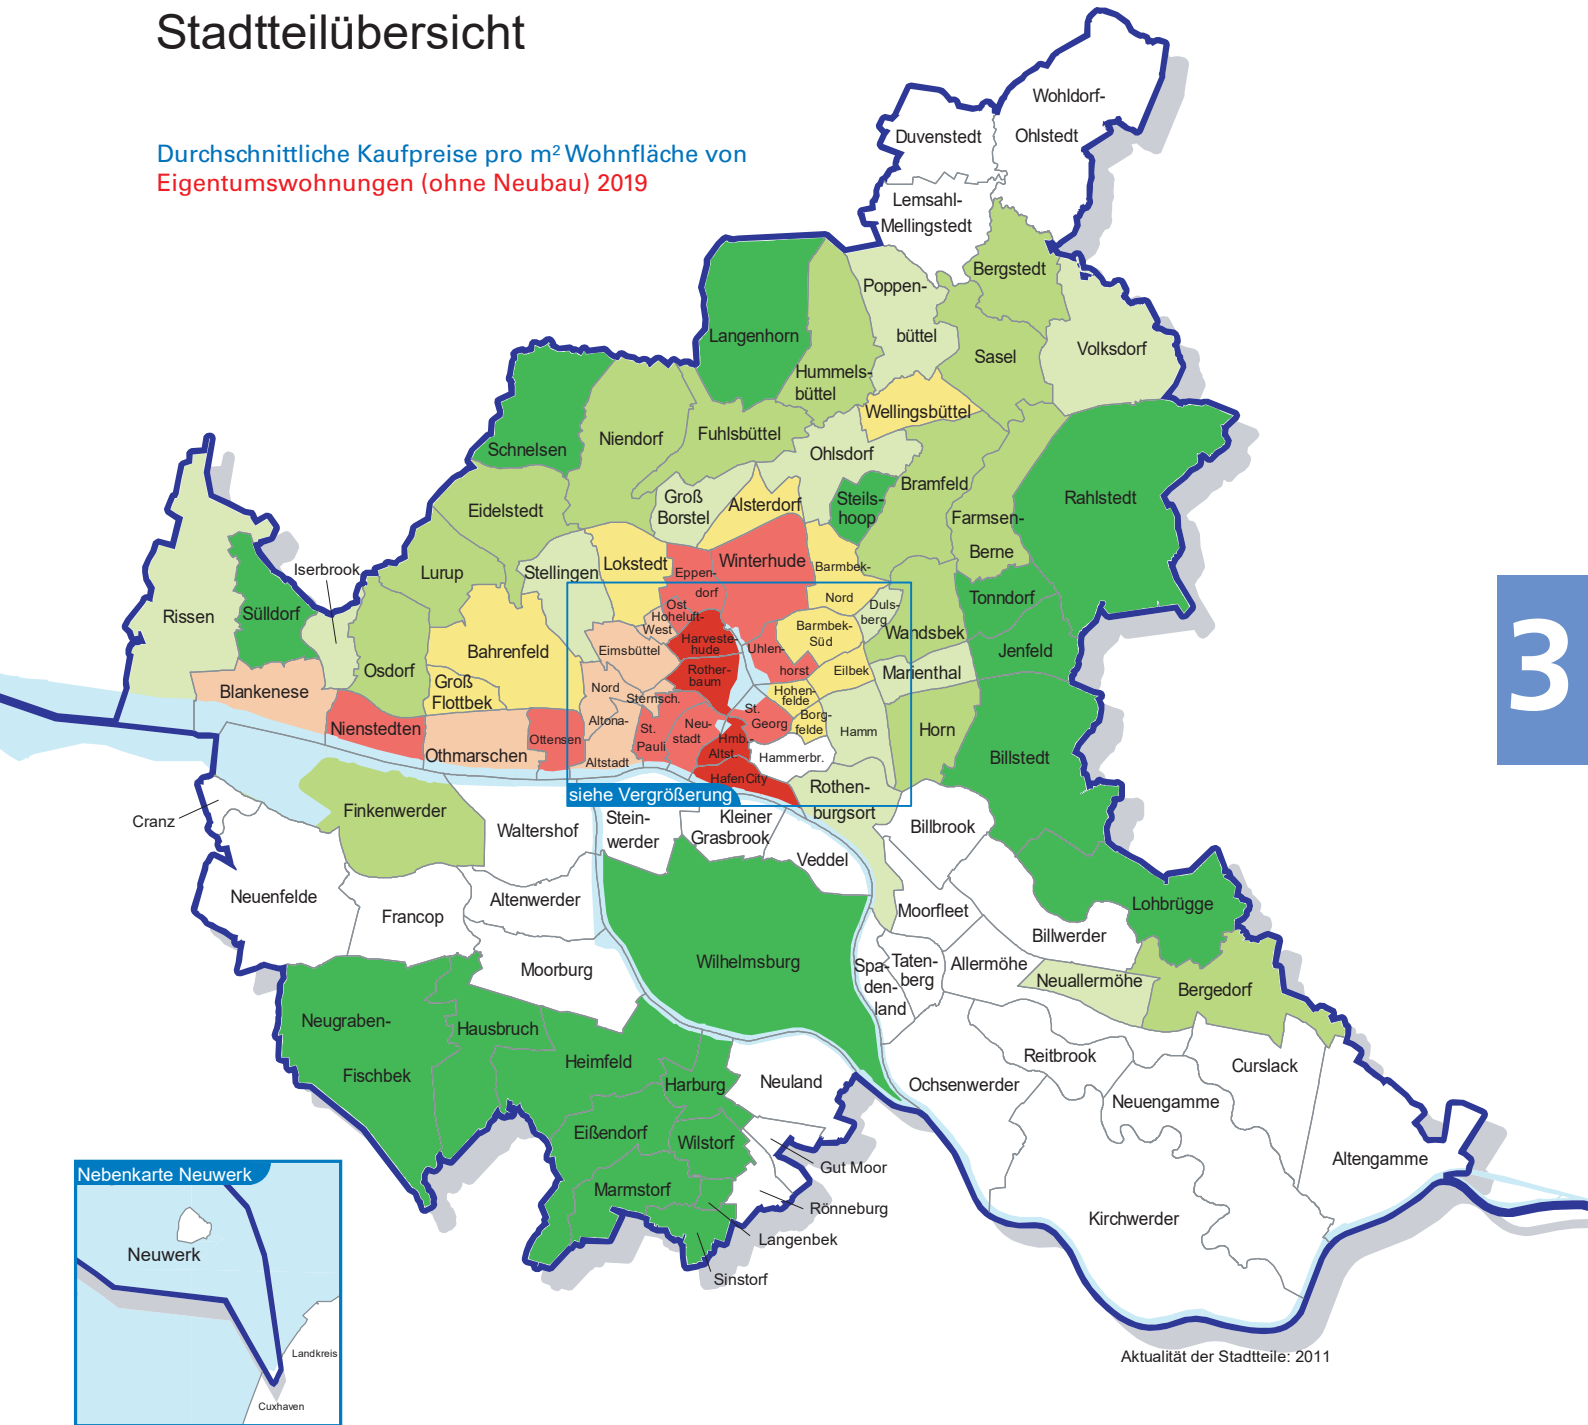 Stadtteilübersicht
Durchschnittliche Kaufpreise pro m² Wohnfläche von
Eigentumswohnungen (ohne Neubau) 2019
Wohldorf-
Ohlstedt
Duvenstedt
Lemsahl-
Mellingstedt
Bergstedt
Poppen-
büttel
Volksdorf
Sasel
Langenhorn
Hummels-
büttel
Wellingsbüttel
Schnelsen
Niendorf
Fuhlsbüttel
Ohlsdorf
Bramfeld
Rahlstedt
Steils-
hoop
Groß
Borstel
Alsterdorf
Eidelstedt
Farmsen-
Berne
Winterhude
Lokstedt
Barmbek-
Nord
Eppen-
dorf
Stellingen
Lurup
Iserbrook
Rissen
Sülldorf
Tonndorf
Duls-
berg
Wandsbek
Ost
Hoheluft-
West
Barmbek-
Süd
Harveste-
hude
Uhlen-
horst
Jenfeld
Bahrenfeld
Eimsbüttel
Osdorf
Rother-
baum
Eilbek
Marienthal
Groß
Flottbek
Blankenese
Nord
Altona-
Altstadt
Sternsch.
Hohen-
felde
Borg-
felde
St.
Georg
St.
Pauli
Neu-
stadt
Nienstedten
Othmarschen
Ottensen
Hmb.-
Altst.
Hamm
Horn
Hammerbr.
Billstedt
HafenCity
siehe Vergrößerung
Rothen-
burgsort
3
Cranz
Finkenwerder
Waltershof
Stein-
werder
Kleiner
Grasbrook
Veddel
Billbrook
Neuenfelde
Francop
Altenwerder
Moorfleet
Lohbrügge
Billwerder
Moorburg
Wilhelmsburg
Spa-
den-
land
Taten-
berg
Allermöhe
Neuallermöhe
Bergedorf
Neugraben-
Fischbek
Hausbruch
Heimfeld
Harburg
Neuland
Ochsenwerder
Reitbrook
Curslack
Neuengamme
Eißendorf
Wilstorf
Gut Moor
Altengamme
Marmstorf
Rönneburg
Kirchwerder
Langenbek
Sinstorf
Nebenkarte Neuwerk
Neuwerk
Landkreis
Cuxhaven
Aktualität der Stadtteile: 2011